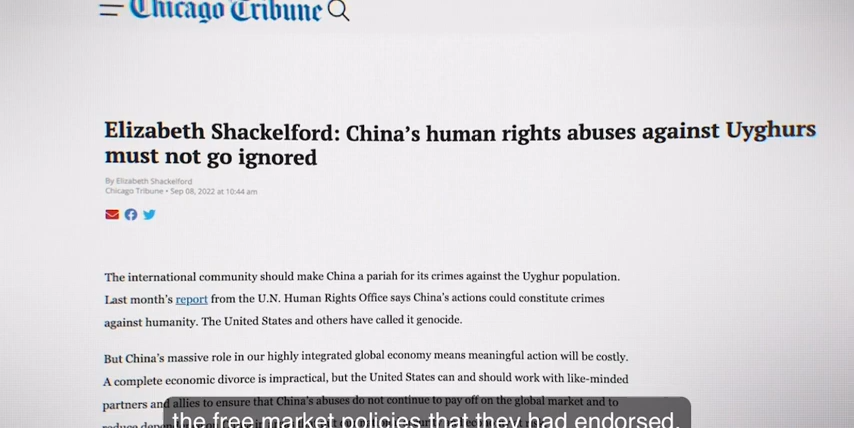 Chicago Tribune
Elizabeth Shackelford: China's human rights abuses against Uyghurs
must not go ignored
By Elizabeth Shackelford
Chicago Tribune • Sep 08, 2022 at 10:44 am
The international community should make China a pariah for its crimes against the Uyghur population.
Last month's report from the U.N. Human Rights Office says China's actions could constitute crimes
against humanity. The United States and others have called it genocide.
But China's massive role in our highly integrated global economy means meaningful action will be costly.
A complete economic divorce is impractical, but the United States can and should work with like-minded
partners and allies to ensure that China's abuses do not continue to pay off on the global market and to
the free market policies that they had endorsed.